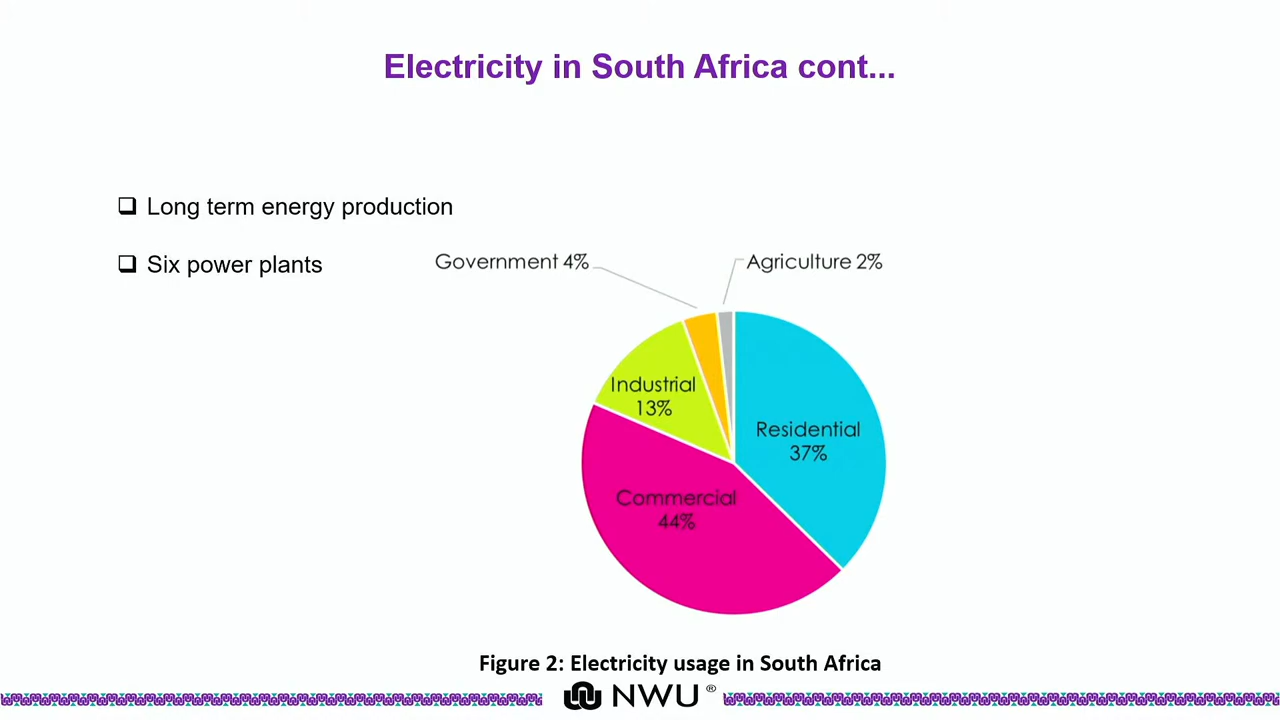 Electricity in South Africa cont...
❑ Long term energy production
❑ Six power plants
Government 4%
Agriculture 2%
Industrial
13%
Residential
37%
Commercial
44%
Figure 2: Electricity usage in South Africa
NWU®